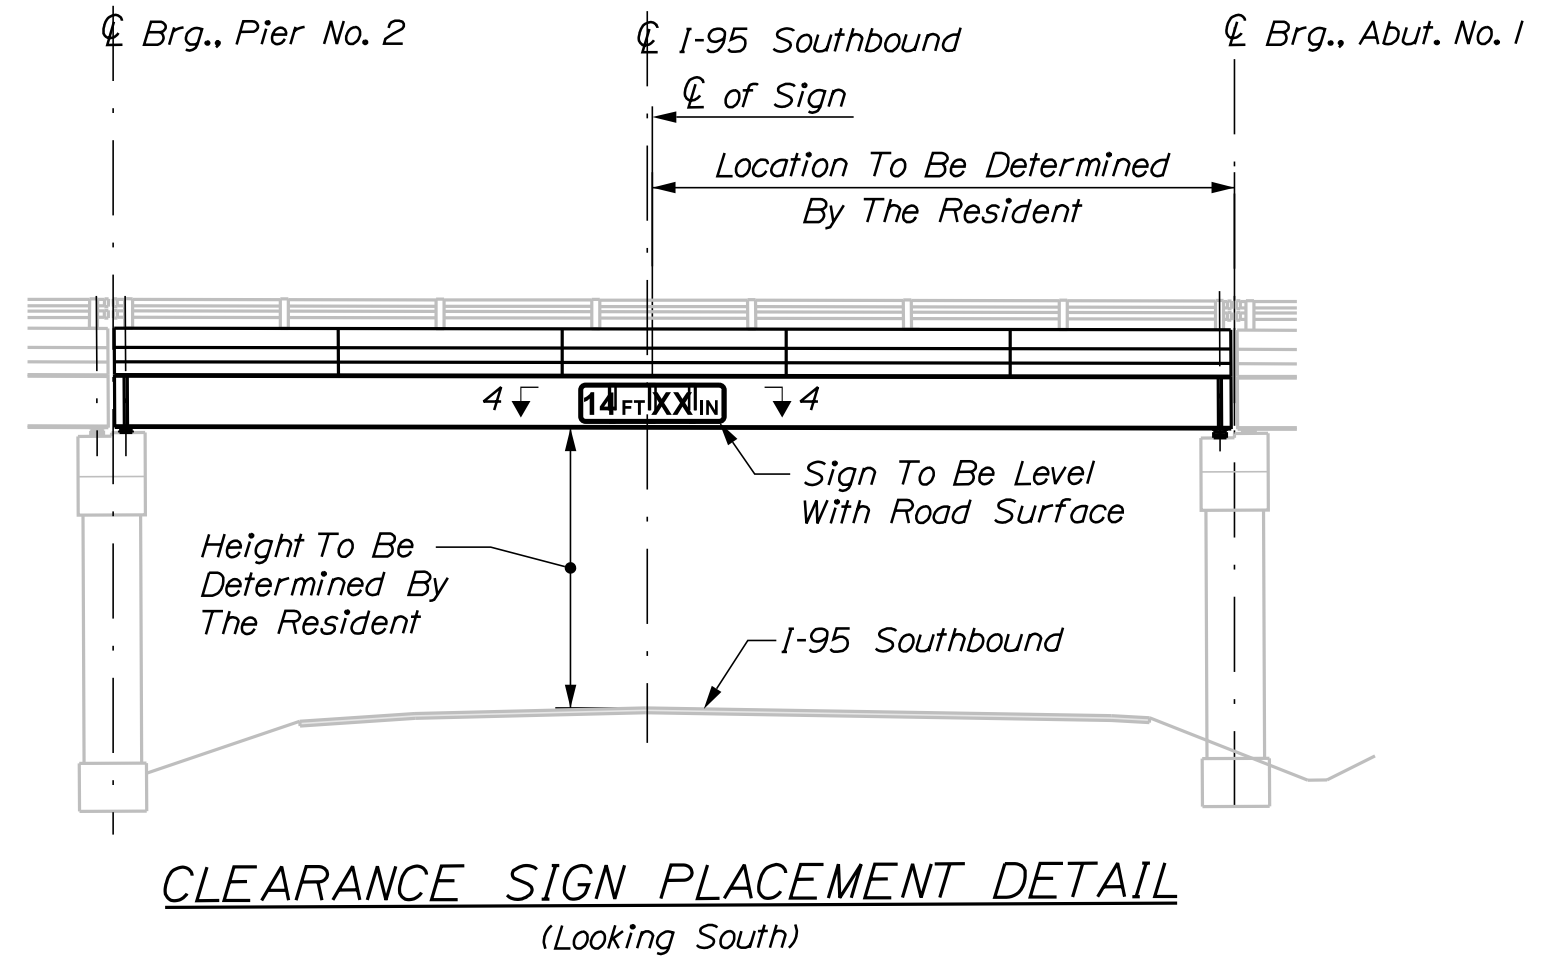 ℄ Brg., Pier No. 2
℄ I-95 Southbound
℄ Brg., Abut. No. 1
℄ of Sign
Location To Be Determined
By The Resident
4
14 FT XX IN
4
Sign To Be Level
With Road Surface
Height To Be
Determined By
The Resident
I-95 Southbound
CLEARANCE SIGN PLACEMENT DETAIL
(Looking South)